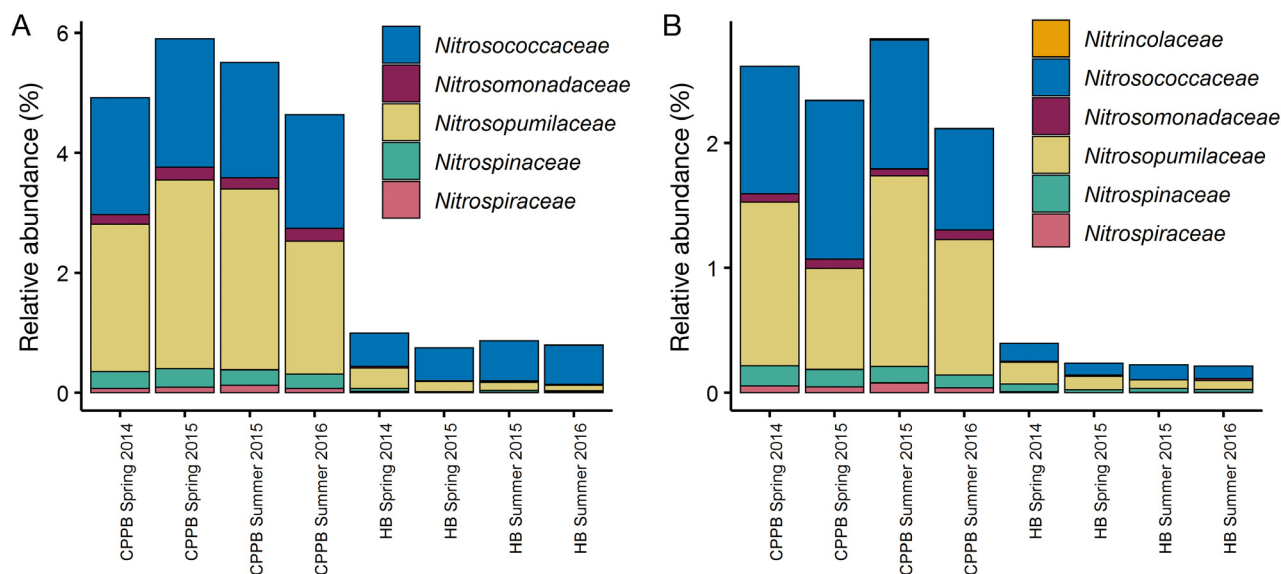 A
Relative abundance (%)
6
4
2
0
Nitrosococcaceae
Nitrosomonadaceae
Nitrosopumilaceae
Nitrospinaceae
Nitrospiraceae
CPPB Spring 2014
CPPB Spring 2015
CPPB Summer 2015
CPPB Summer 2016
HB Spring 2014
HB Spring 2015
HB Summer 2015
HB Summer 2016
B
Relative abundance (%)
2
1
0
Nitrincolaceae
Nitrosococcaceae
Nitrosomonadaceae
Nitrosopumilaceae
Nitrospinaceae
Nitrospiraceae
CPPB Spring 2014
CPPB Spring 2015
CPPB Summer 2015
CPPB Summer 2016
HB Spring 2014
HB Spring 2015
HB Summer 2015
HB Summer 2016